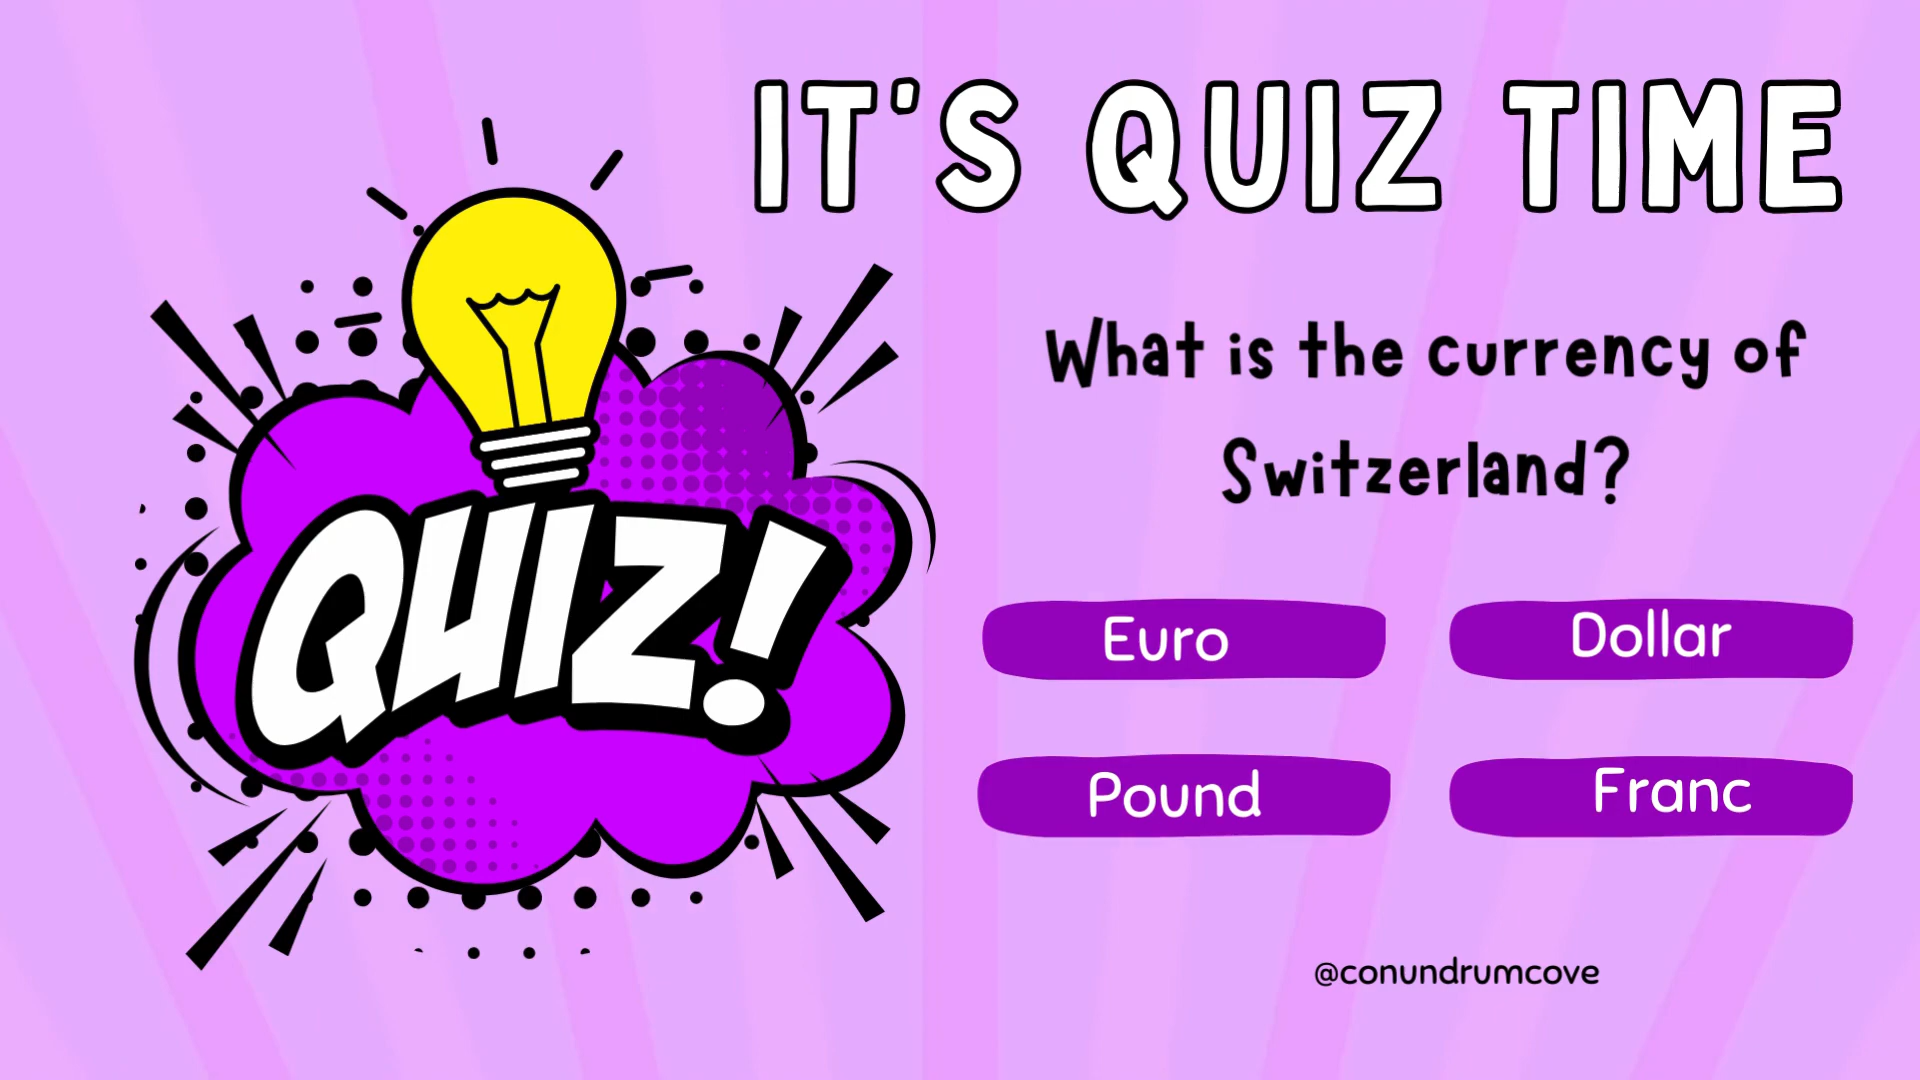 IT'S QUIZ TIME
QUIZ!
What is the currency of
Switzerland?
Euro
Dollar
Pound
Franc
@conundrumcove